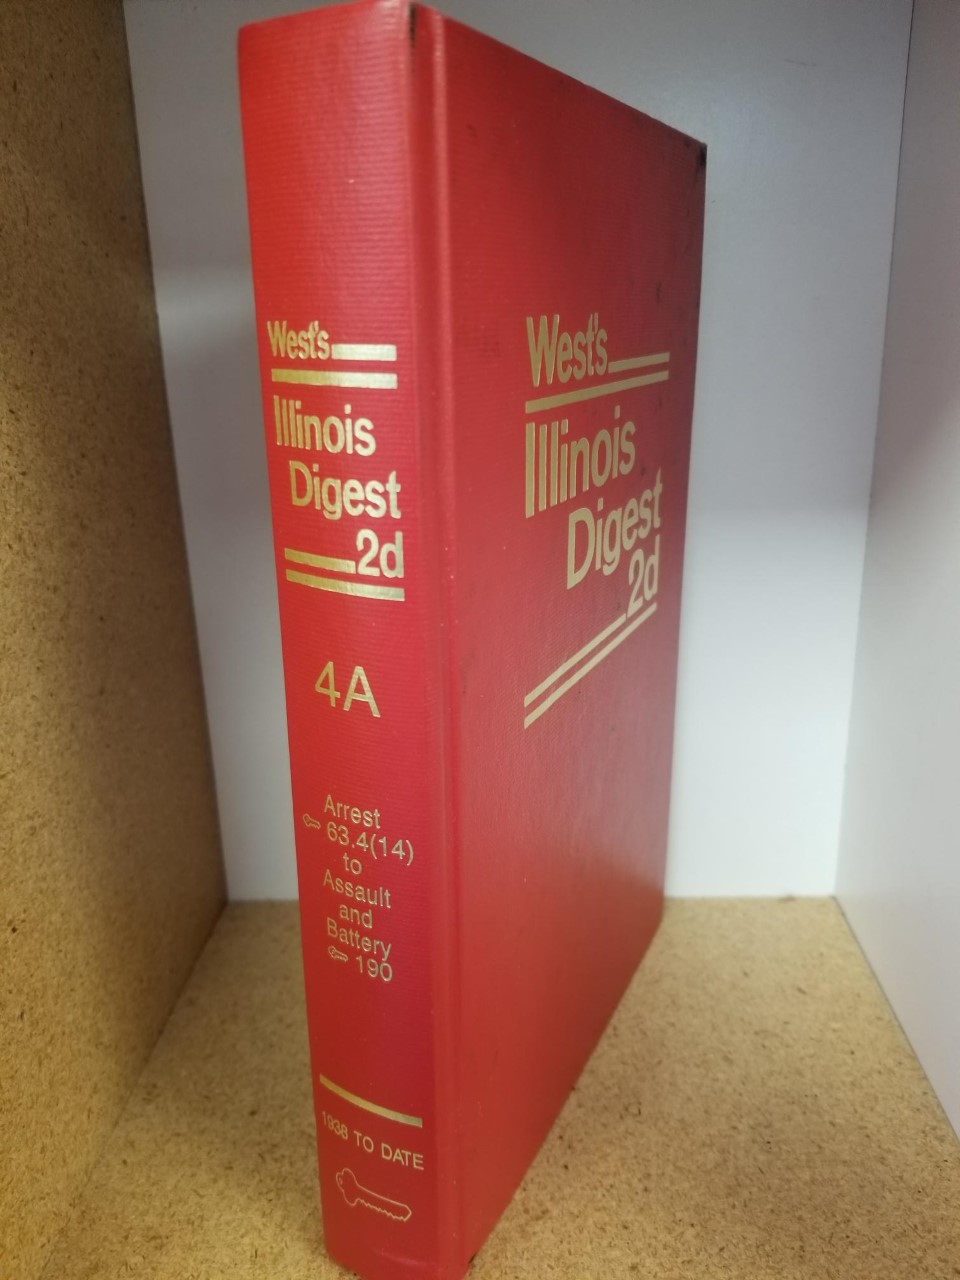 West's
Illinois
Digest
2d
4A
Arrest
63.4(14)
to
Assault
and
Battery
190
1938 TO DATE
West's
Illinois
Digest
2d